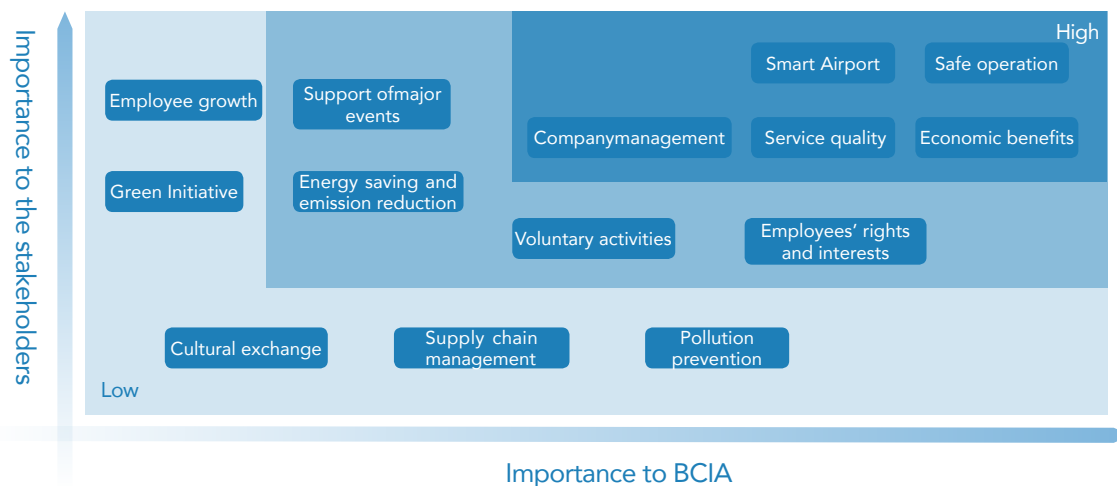 Importance to the stakeholders
High
Smart Airport
Safe operation
Employee growth
Support ofmajor
events
Companymanagement
Service quality
Economic benefits
Green Initiative
Energy saving and
emission reduction
Voluntary activities
Employees’ rights
and interests
Cultural exchange
Supply chain
management
Pollution
prevention
Low
Importance to BCIA